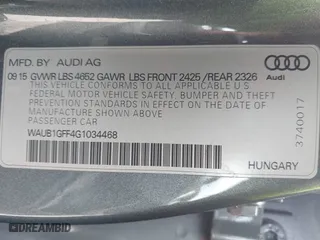 MFD. BY AUDI AG
09 15 GVWR LBS 4652 GAWR LBS FRONT 2425 /REAR 2326
THIS VEHICLE CONFORMS TO ALL APPLICABLE U S
FEDERAL MOTOR VEHICLE SAFETY, BUMPER AND THEFT
PREVENTION STANDARDS IN EFFECT ON THE DATE OF
MANUFACTURE SHOWN ABOVE
PASSENGER CAR
WAUB1GFF4G1034468
Audi
3740017
HUNGARY
DREAMBID